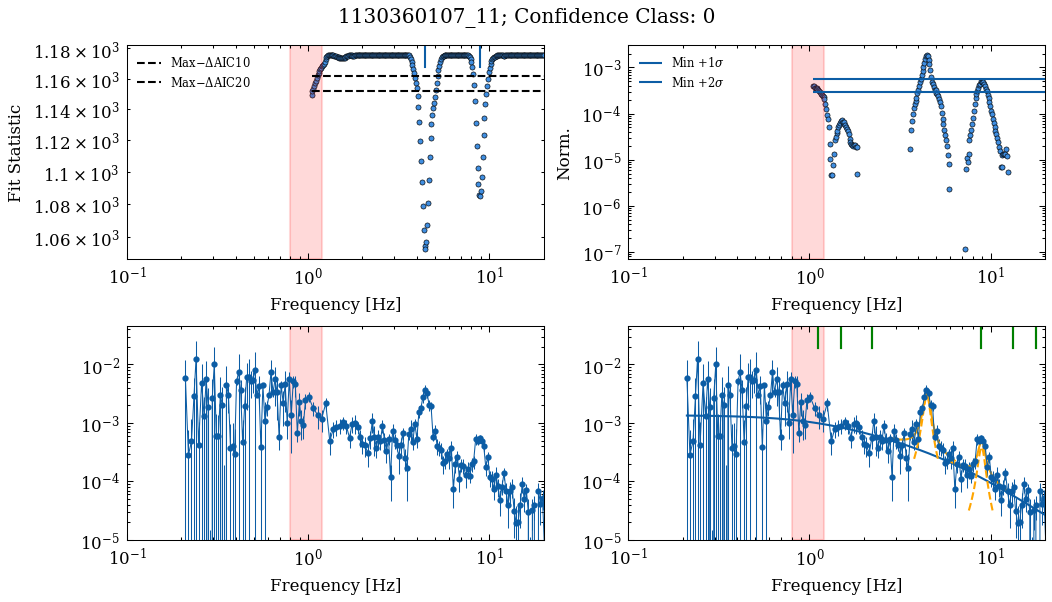 1130360107_11; Confidence Class: 0
1.18 × 10³
1.16 × 10³
1.14 × 10³
1.12 × 10³
1.1 × 10³
1.08 × 10³
1.06 × 10³
Fit Statistic
Max−ΔAIC10
Max−ΔAIC20
10⁻¹
10⁰
10¹
Frequency [Hz]
10⁻³
10⁻⁴
10⁻⁵
10⁻⁶
10⁻⁷
Norm.
Min +1σ
Min +2σ
10⁻¹
10⁰
10¹
Frequency [Hz]
10⁻²
10⁻³
10⁻⁴
10⁻⁵
10⁻¹
10⁰
10¹
Frequency [Hz]
10⁻²
10⁻³
10⁻⁴
10⁻⁵
10⁻¹
10⁰
10¹
Frequency [Hz]